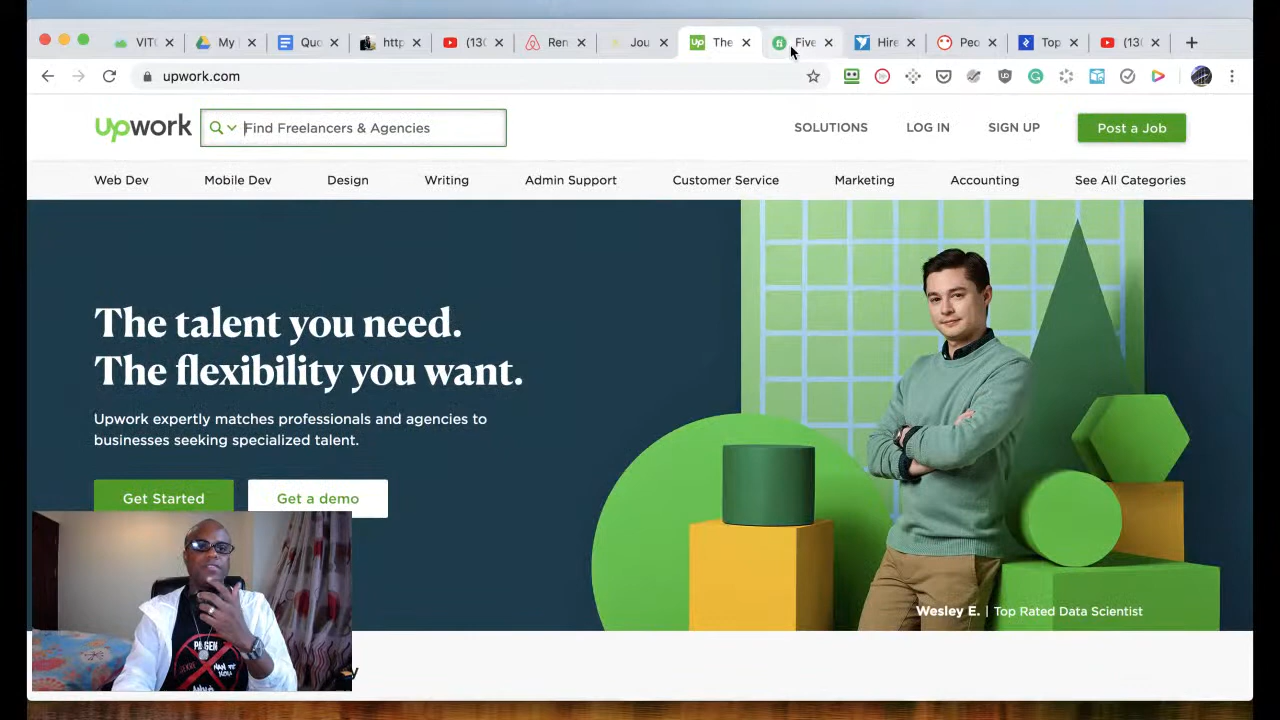 VIT
My
Quo
http
(13
Ren
Jou
The
Five
Hire
Peo
Top
(13
upwork.com
upwork
Find Freelancers & Agencies
SOLUTIONS
LOG IN
SIGN UP
Post a Job
Web Dev
Mobile Dev
Design
Writing
Admin Support
Customer Service
Marketing
Accounting
See All Categories
The talent you need.
The flexibility you want.
Upwork expertly matches professionals and agencies to
businesses seeking specialized talent.
Get Started
Get a demo
Wesley E. | Top Rated Data Scientist